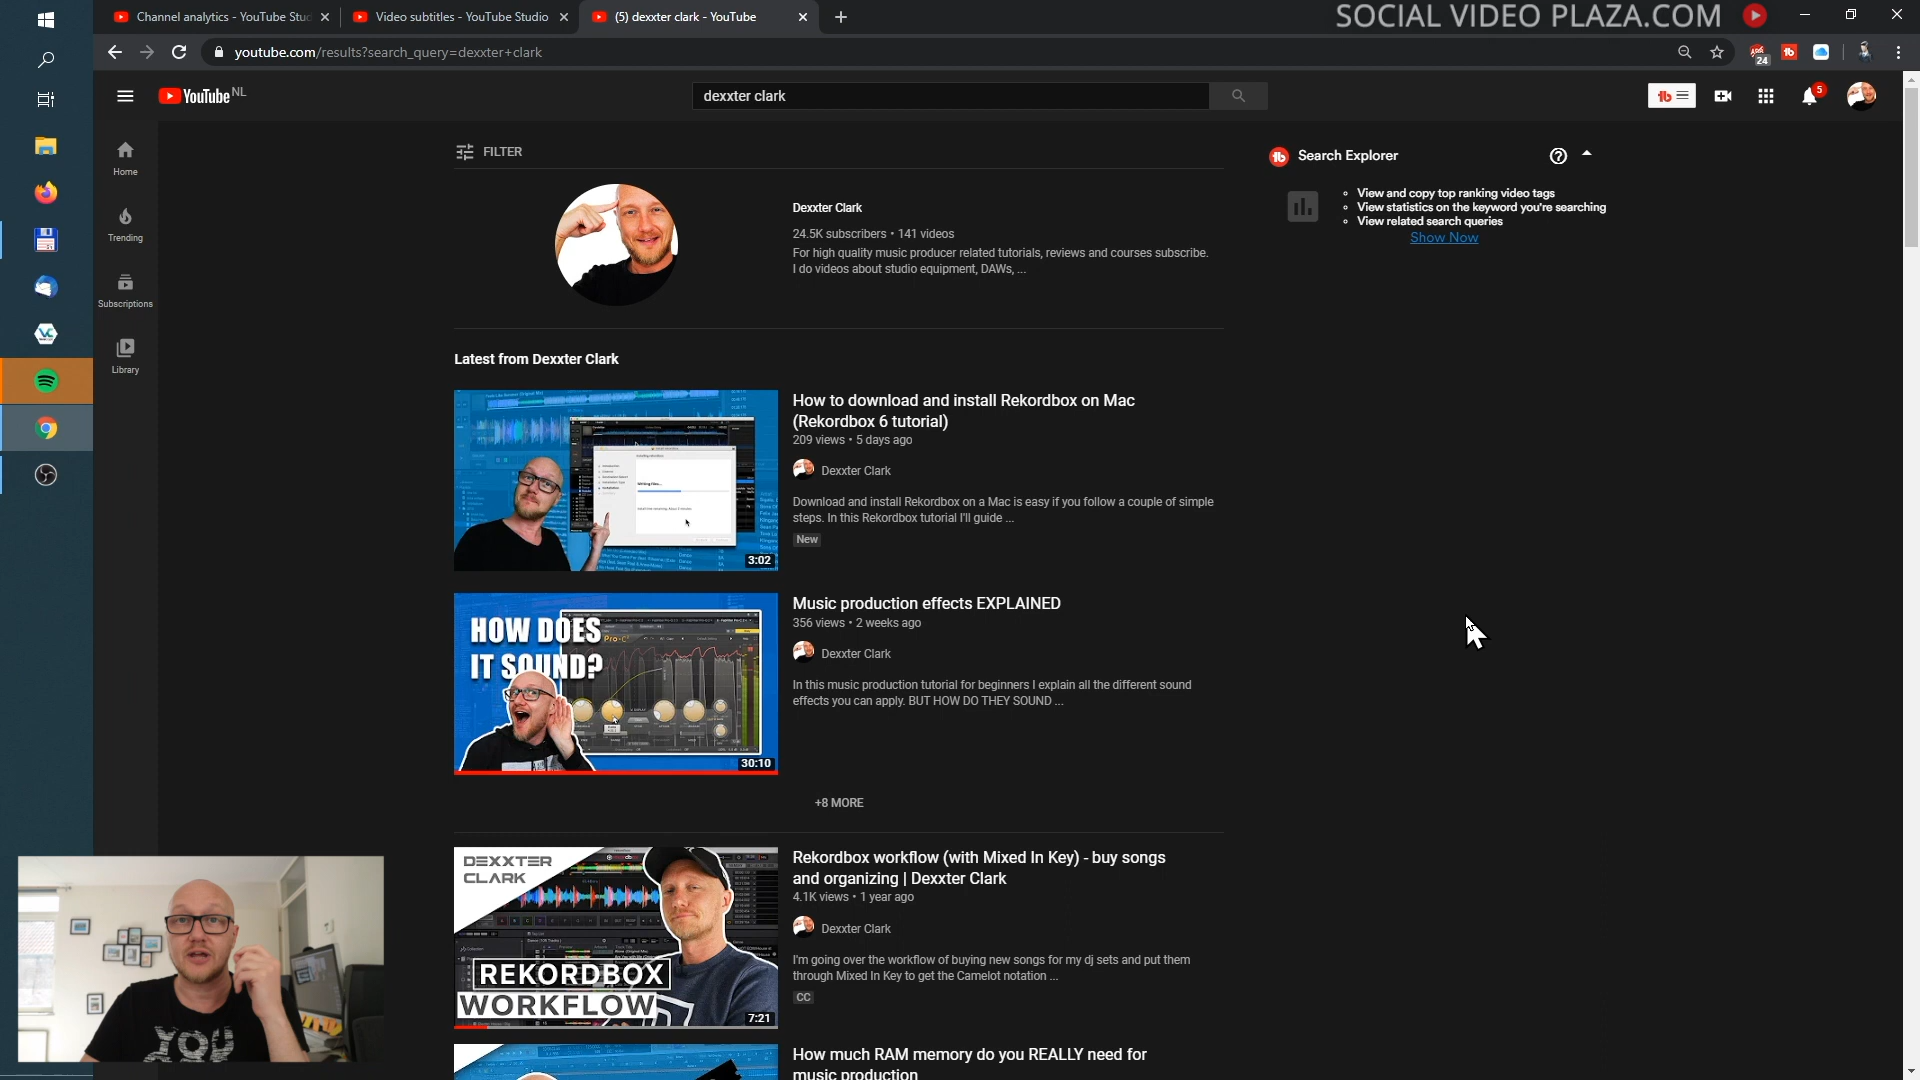 Channel analytics - YouTube Stu
Video subtitles - YouTube Studio
(5) dexxter clark - YouTube
SOCIAL VIDEO PLAZA.COM
youtube.com/results?search_query=dexxter+clark
24
YouTube NL
dexxter clark
5
FILTER
Search Explorer
Home
View and copy top ranking video tags
View statistics on the keyword you're searching
View related search queries
Show Now
Trending
Subscriptions
Library
Dexxter Clark
24.5K subscribers • 141 videos
For high quality music producer related tutorials, reviews and courses subscribe.
I do videos about studio equipment, DAWs, ...
Latest from Dexxter Clark
How to download and install Rekordbox on Mac
(Rekordbox 6 tutorial)
209 views • 5 days ago
Dexxter Clark
Download and install Rekordbox on a Mac is easy if you follow a couple of simple
steps. In this Rekordbox tutorial I'll guide ...
New
3:02
HOW DOES
IT SOUND?
Pro-C
30:10
Music production effects EXPLAINED
356 views • 2 weeks ago
Dexxter Clark
In this music production tutorial for beginners I explain all the different sound
effects you can apply. BUT HOW DO THEY SOUND ...
+8 MORE
DEXXTER
CLARK
REKORDBOX
WORKFLOW
7:21
Rekordbox workflow (with Mixed In Key) - buy songs
and organizing | Dexxter Clark
4.1K views • 1 year ago
Dexxter Clark
I'm going over the workflow of buying new songs for my dj sets and put them
through Mixed In Key to get the Camelot notation ...
CC
How much RAM memory do you REALLY need for
music production
YOU